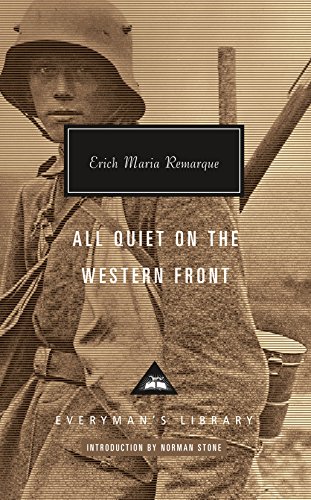 Erich Maria Remarque
ALL QUIET ON THE
WESTERN FRONT
EVERYMAN'S LIBRARY
INTRODUCTION BY NORMAN STONE